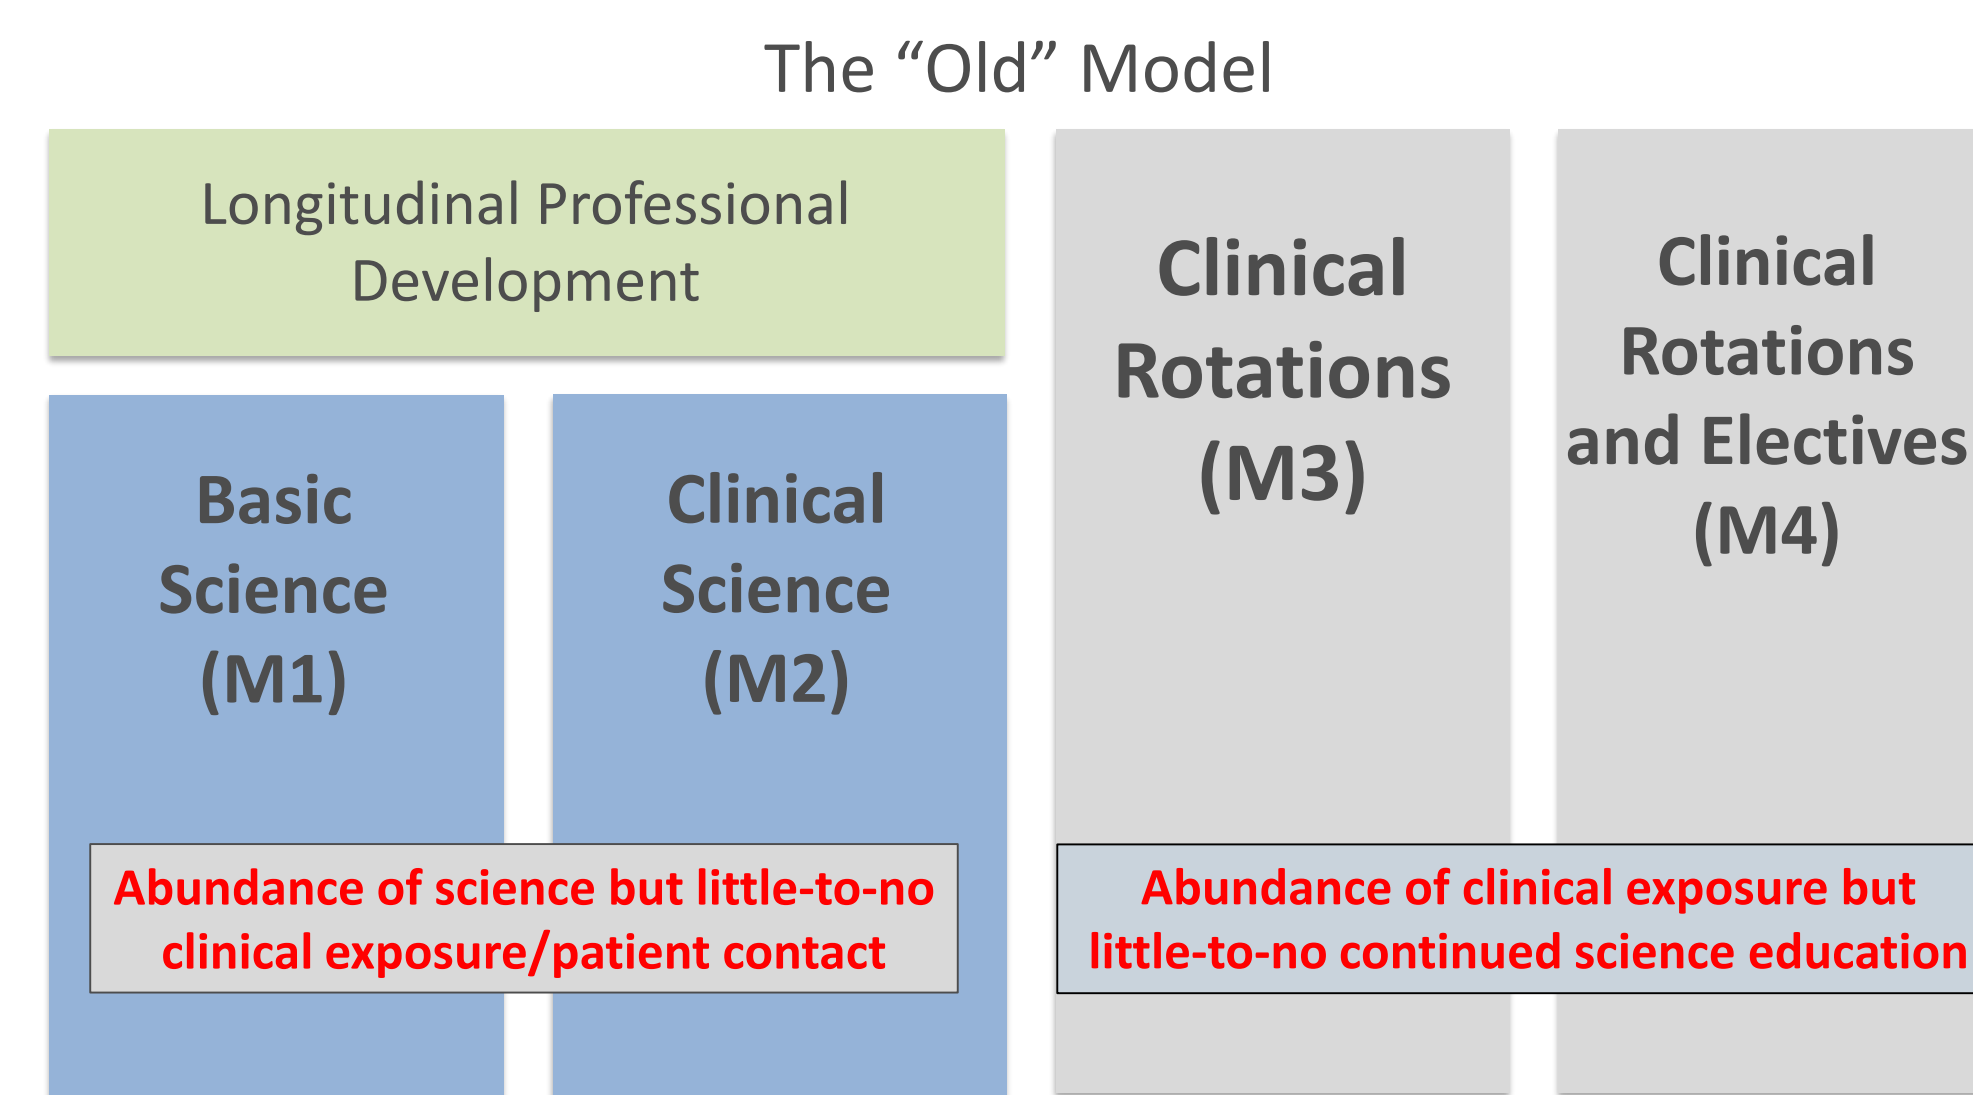 The “Old” Model
Longitudinal Professional
Development
Basic
Science
(M1)
Clinical
Science
(M2)
Clinical
Rotations
(M3)
Clinical
Rotations
and Electives
(M4)
Abundance of science but little-to-no
clinical exposure/patient contact
Abundance of clinical exposure but
little-to-no continued science education